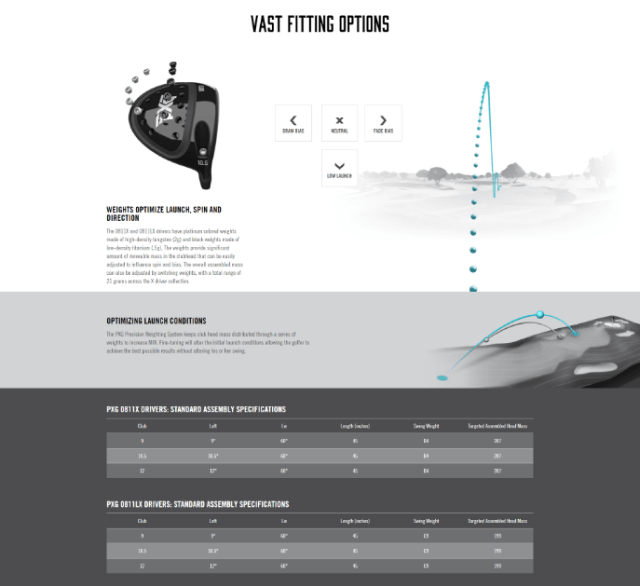 VAST FITTING OPTIONS
PXG
10.5
DRAW BIAS
NEUTRAL
FADE BIAS
LOW LAUNCH
WEIGHTS OPTIMIZE LAUNCH, SPIN AND
DIRECTION
The 0811X and 0811LX drivers have platinum colored weights
made of high-density tungsten (2g) and black weights made of
low-density titanium (.5g). The weights provide significant
amount of moveable mass in the clubhead that can be easily
adjusted to influence spin and bias. The overall assembled mass
can also be adjusted by switching weights, with a total range of
21 grams across the X driver collection.
OPTIMIZING LAUNCH CONDITIONS
The PXG Precision Weighting System keeps club head mass distributed through a series of
weights to increase MOI. Fine-tuning will alter the initial launch conditions allowing the golfer to
achieve the best possible results without altering his or her swing.
PXG 0811X DRIVERS: STANDARD ASSEMBLY SPECIFICATIONS
Club Loft Lie Length (inches) Swing Weight Targeted Assembled Head Mass
9 9° 60° 45 D4 207
10.5 10.5° 60° 45 D4 207
12 12° 60° 45 D4 207
PXG 0811LX DRIVERS: STANDARD ASSEMBLY SPECIFICATIONS
Club Loft Lie Length (inches) Swing Weight Targeted Assembled Head Mass
9 9° 60° 45
10.5 10.5° 60° 45
12 12° 60° 45